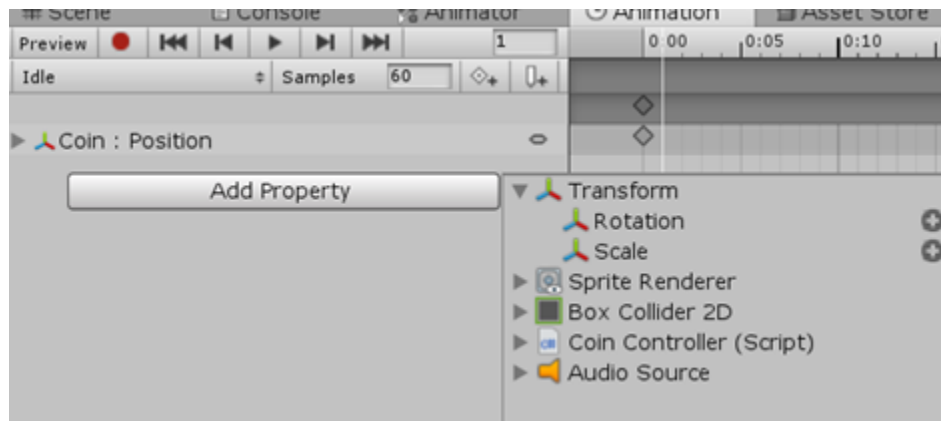 Scene Console Animator Animation Asset Store
Preview 1 0:00 0:05 0:10
Idle Samples 60
Coin : Position
Add Property
Transform
Rotation
Scale
Sprite Renderer
Box Collider 2D
Coin Controller (Script)
Audio Source